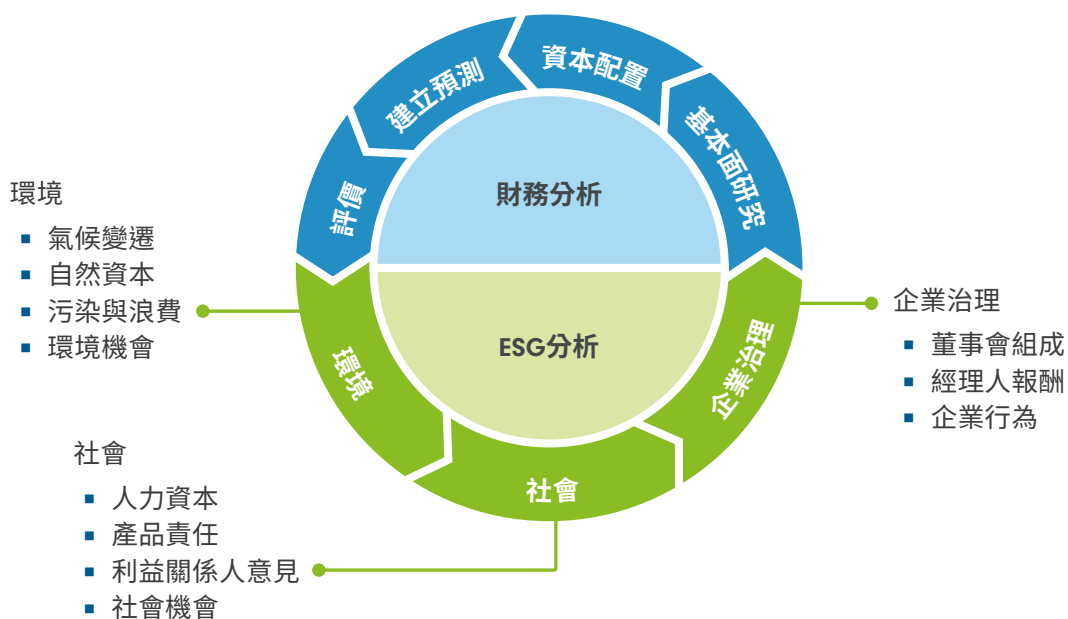 資本配置
建立預測
基本面研究
評價
財務分析
ESG分析
環境
社會
企業治理
環境
▪ 氣候變遷
▪ 自然資本
▪ 污染與浪費
▪ 環境機會
企業治理
▪ 董事會組成
▪ 經理人報酬
▪ 企業行為
社會
▪ 人力資本
▪ 產品責任
▪ 利益關係人意見
▪ 社會機會